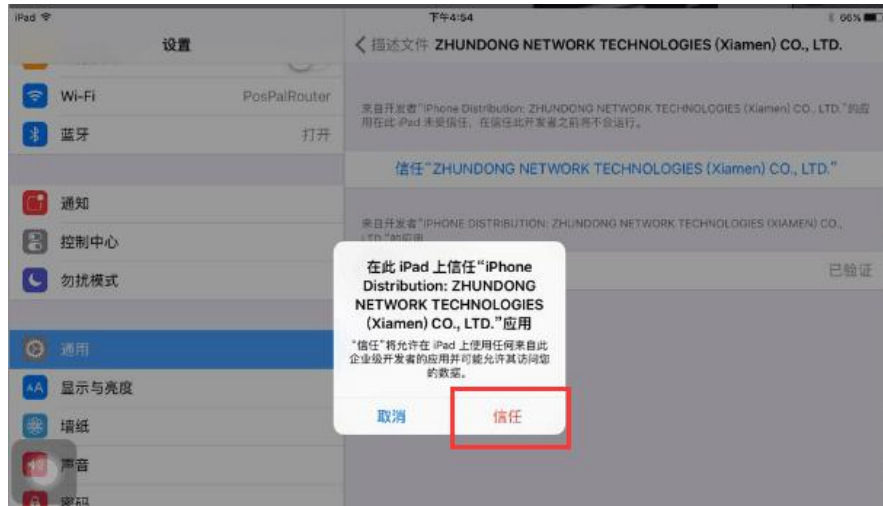 iPad
下午4:54
66%
设置
描述文件 ZHUNDONG NETWORK TECHNOLOGIES (Xiamen) CO., LTD.
Wi-Fi
PosPalRouter
蓝牙
打开
通知
控制中心
勿扰模式
通用
显示与亮度
墙纸
声音
密码
来自开发者“iPhone Distribution: ZHUNDONG NETWORK TECHNOLOGIES (Xiamen) CO., LTD.”的应
用在此 iPad 未受信任。在信任此开发者之前将不会运行。
信任“ZHUNDONG NETWORK TECHNOLOGIES (Xiamen) CO., LTD.”
来自开发者“IPHONE DISTRIBUTION: ZHUNDONG NETWORK TECHNOLOGIES (XIAMEN) CO.,
LTD.”的应用
已验证
在此 iPad 上信任“iPhone
Distribution: ZHUNDONG
NETWORK TECHNOLOGIES
(Xiamen) CO., LTD.”应用
“信任”将允许在 iPad 上使用任何来自此
企业级开发者的应用并可能允许其访问您
的数据。
取消
信任